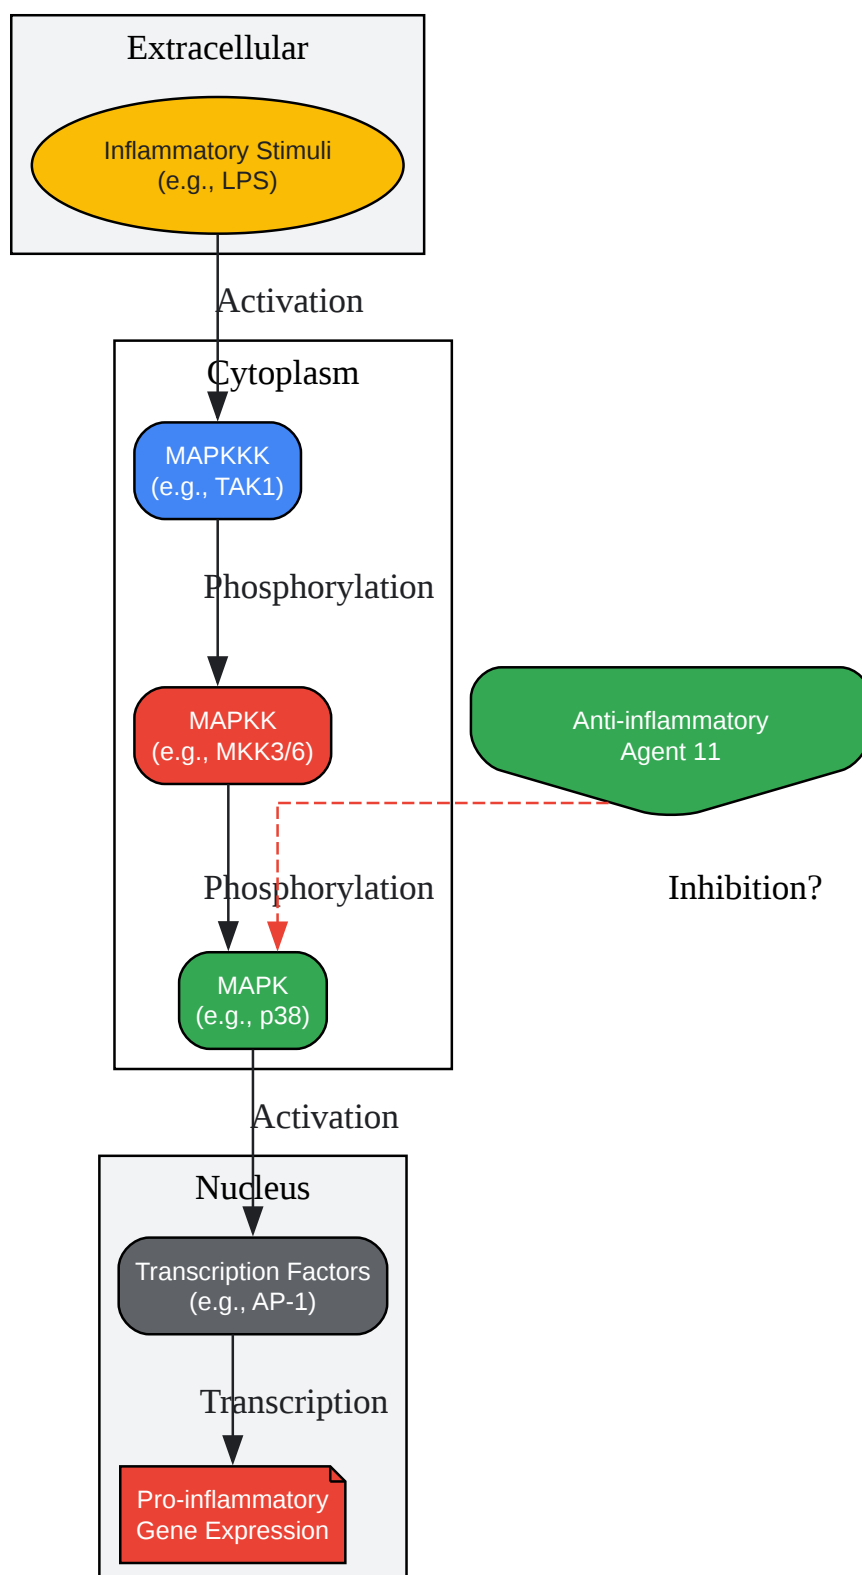 Extracellular
Inflammatory Stimuli
(e.g., LPS)
Activation
Cytoplasm
MAPKKK
(e.g., TAK1)
Phosphorylation
MAPKK
(e.g., MKK3/6)
Anti-inflammatory
Agent 11
Phosphorylation
Inhibition?
MAPK
(e.g., p38)
Activation
Nucleus
Transcription Factors
(e.g., AP-1)
Transcription
Pro-inflammatory
Gene Expression